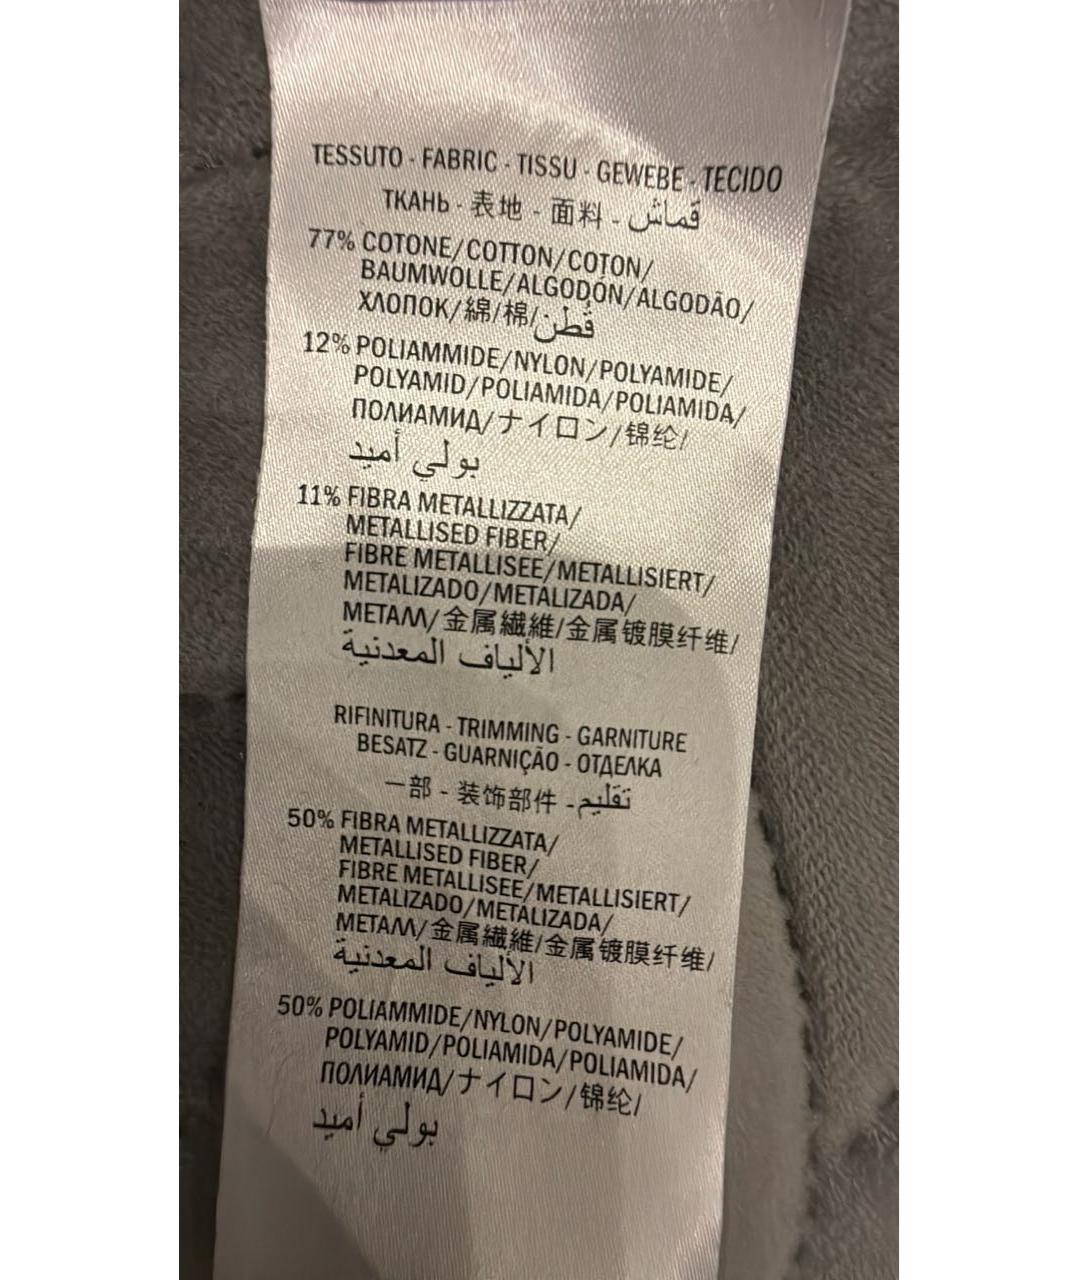 TESSUTO - FABRIC - TISSU - GEWEBE - TECIDO
ТКАНЬ - 表地 - 面料 - قماش
77% COTONE/COTTON/COTON/
BAUMWOLLE/ALGODÓN/ALGODÃO/
ХЛОПОК/綿/棉/قطن
12% POLIAMMIDE/NYLON/POLYAMIDE/
POLYAMID/POLIAMIDA/POLIAMIDA/
ПОЛИАМИД/ナイロン/锦纶/
بولي أميد
11% FIBRA METALLIZZATA/
METALLISED FIBER/
FIBRE METALLISEE/METALLISIERT/
METALIZADO/METALIZADA/
МЕТАЛЛ/金属繊維/金属镀膜纤维/
الألياف المعدنية
RIFINITURA - TRIMMING - GARNITURE
BESATZ - GUARNIÇÃO - ОТДЕЛКА
一部 - 装饰部件 - تقليم
50% FIBRA METALLIZZATA/
METALLISED FIBER/
FIBRE METALLISEE/METALLISIERT/
METALIZADO/METALIZADA/
МЕТАЛЛ/金属繊維/金属镀膜纤维/
الألياف المعدنية
50% POLIAMMIDE/NYLON/POLYAMIDE/
POLYAMID/POLIAMIDA/POLIAMIDA/
ПОЛИАМИД/ナイロン/锦纶/
بولي أميد